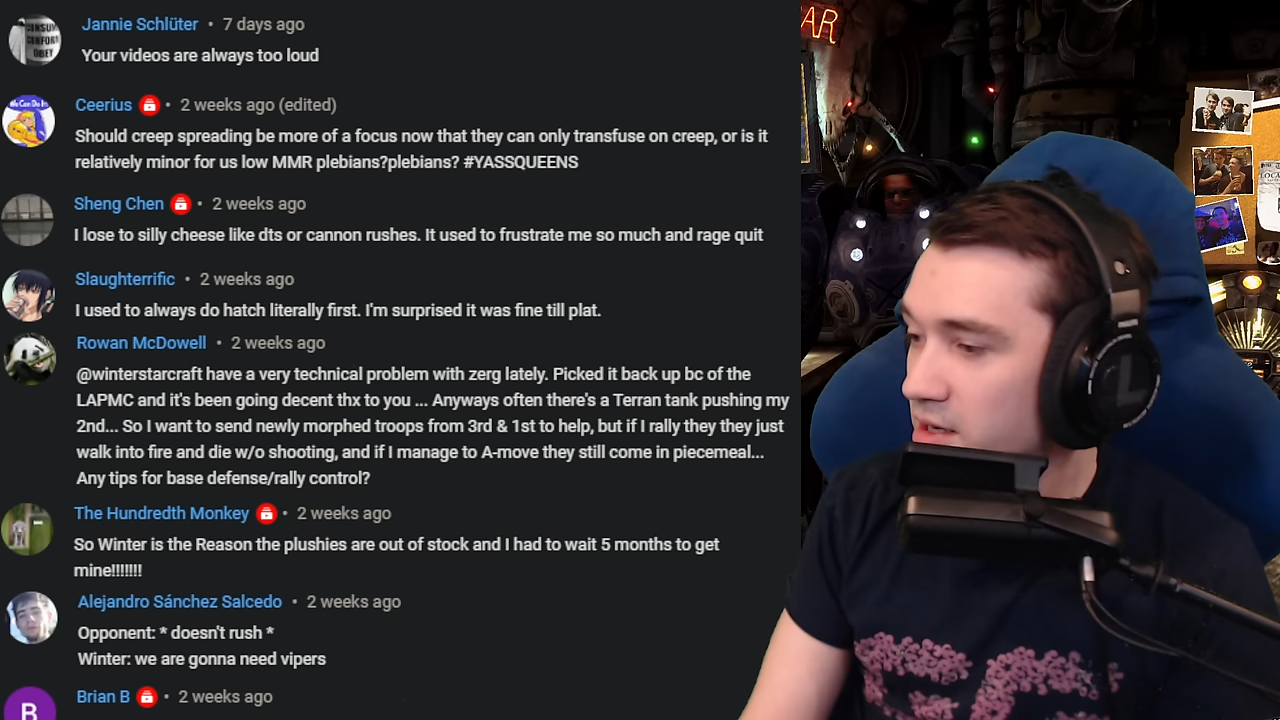 Jannie Schlüter • 7 days ago
Your videos are always too loud
Ceerius • 2 weeks ago (edited)
Should creep spreading be more of a focus now that they can only transfuse on creep, or is it
relatively minor for us low MMR plebians?plebians? #YASSQUEENS
Sheng Chen • 2 weeks ago
I lose to silly cheese like dts or cannon rushes. It used to frustrate me so much and rage quit
Slaughterrific • 2 weeks ago
I used to always do hatch literally first. I'm surprised it was fine till plat.
Rowan McDowell • 2 weeks ago
@winterstarcraft have a very technical problem with zerg lately. Picked it back up bc of the
LAPMC and it's been going decent thx to you ... Anyways often there's a Terran tank pushing my
2nd... So I want to send newly morphed troops from 3rd & 1st to help, but if I rally they they just
walk into fire and die w/o shooting, and if I manage to A-move they still come in piecemeal...
Any tips for base defense/rally control?
The Hundredth Monkey • 2 weeks ago
So Winter is the Reason the plushies are out of stock and I had to wait 5 months to get
mine!!!!!!!
Alejandro Sánchez Salcedo • 2 weeks ago
Opponent: * doesn't rush *
Winter: we are gonna need vipers
Brian B • 2 weeks ago
B
AR
L